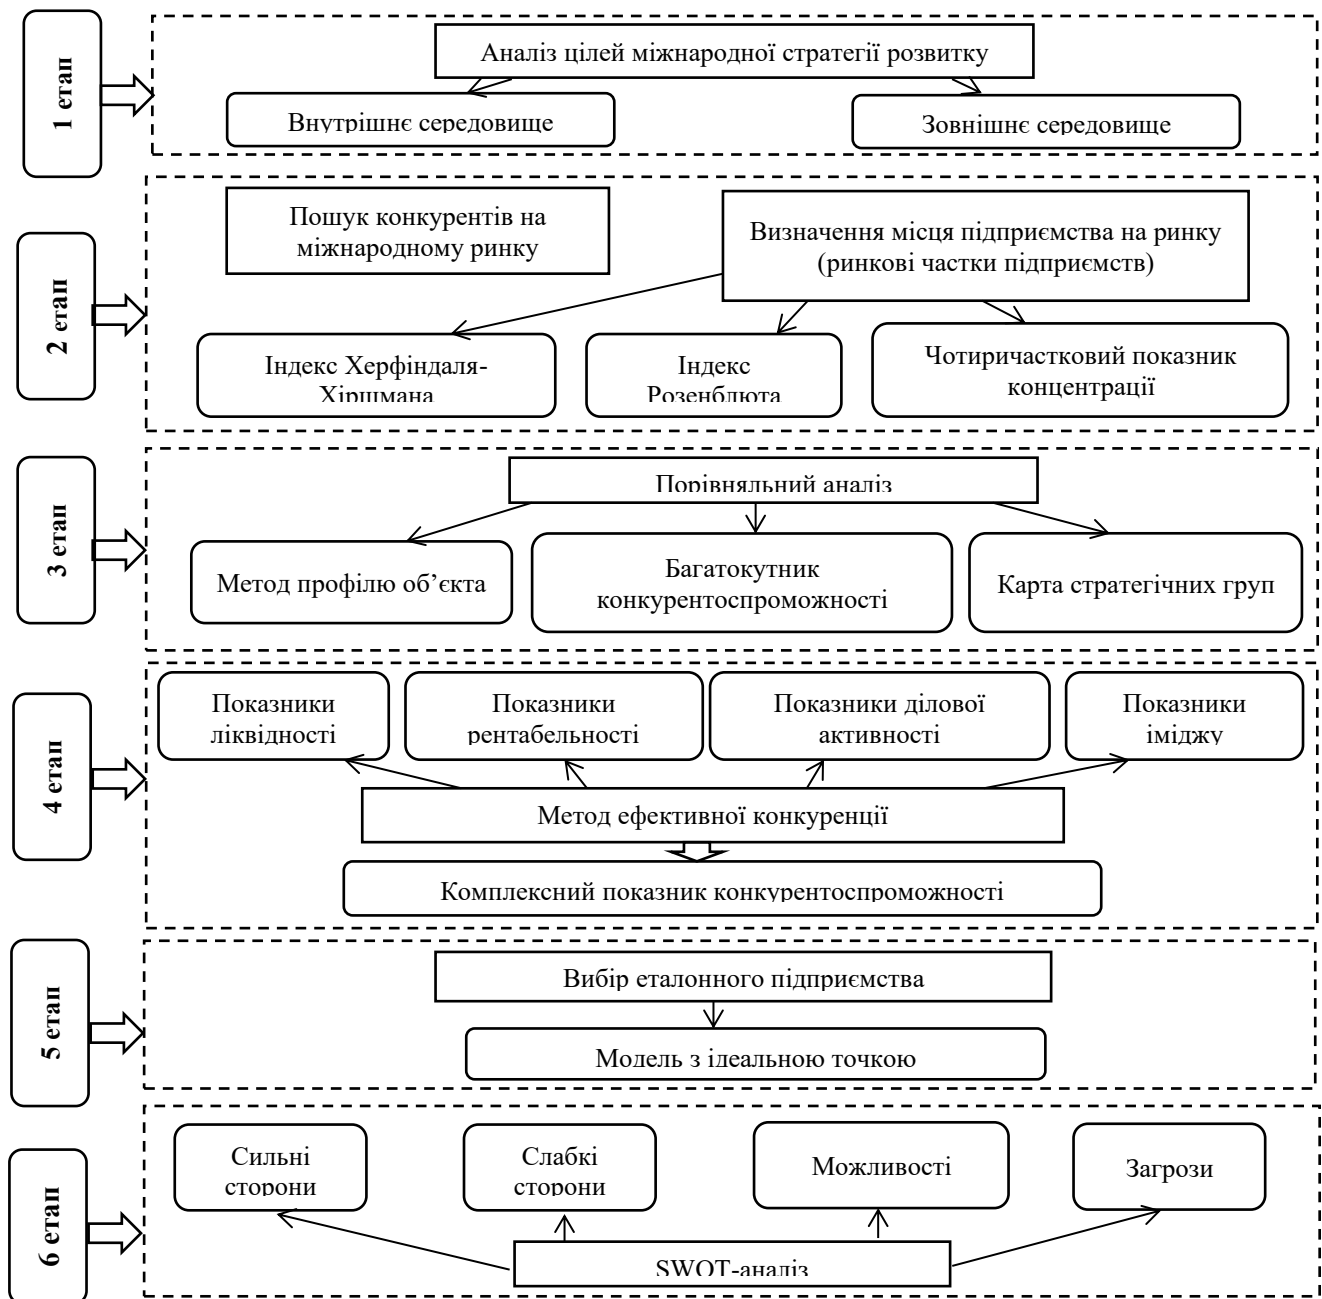 1 етап
Аналіз цілей міжнародної стратегії розвитку
Внутрішнє середовище
Зовнішнє середовище
2 етап
Пошук конкурентів на
міжнародному ринку
Визначення місця підприємства на ринку
(ринкові частки підприємств)
Індекс Херфіндаля-
Хіршмана
Індекс
Розенблюта
Чотиричастковий показник
концентрації
3 етап
Порівняльний аналіз
Метод профілю об’єкта
Багатокутник
конкурентоспроможності
Карта стратегічних груп
4 етап
Показники
ліквідності
Показники
рентабельності
Показники ділової
активності
Показники
іміджу
Метод ефективної конкуренції
Комплексний показник конкурентоспроможності
5 етап
Вибір еталонного підприємства
Модель з ідеальною точкою
6 етап
Сильні
сторони
Слабкі
сторони
Можливості
Загрози
SWOT-аналіз